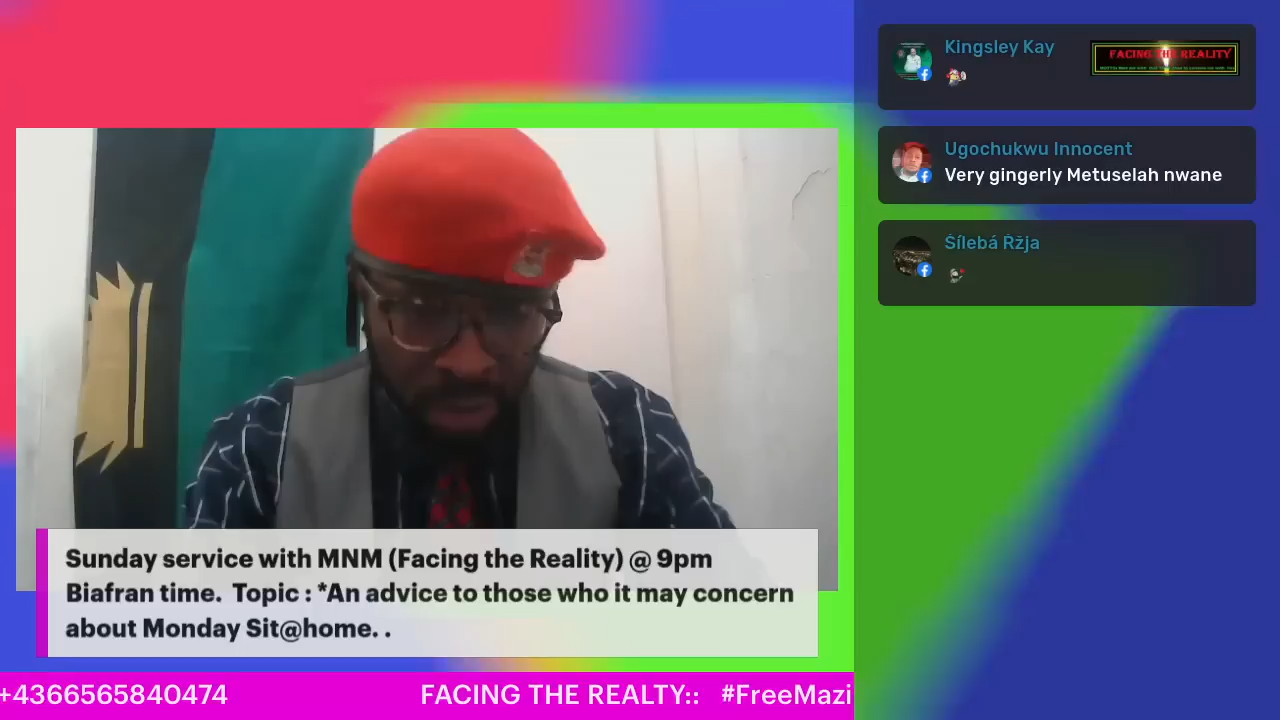 Kingsley Kay
FACING THE REALITY
Ugochukwu Innocent
Very gingerly Metuselah nwane
Šílebá Řžja
Sunday service with MNM (Facing the Reality) @ 9pm
Biafran time.  Topic : *An advice to those who it may concern
about Monday Sit@home. .
+4366565840474 FACING THE REALTY:: #FreeMazi